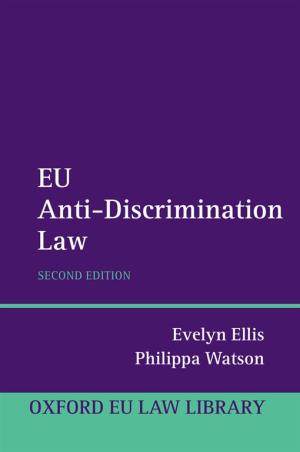 EU
Anti-Discrimination
Law
SECOND EDITION
Evelyn Ellis
Philippa Watson
OXFORD EU LAW LIBRARY